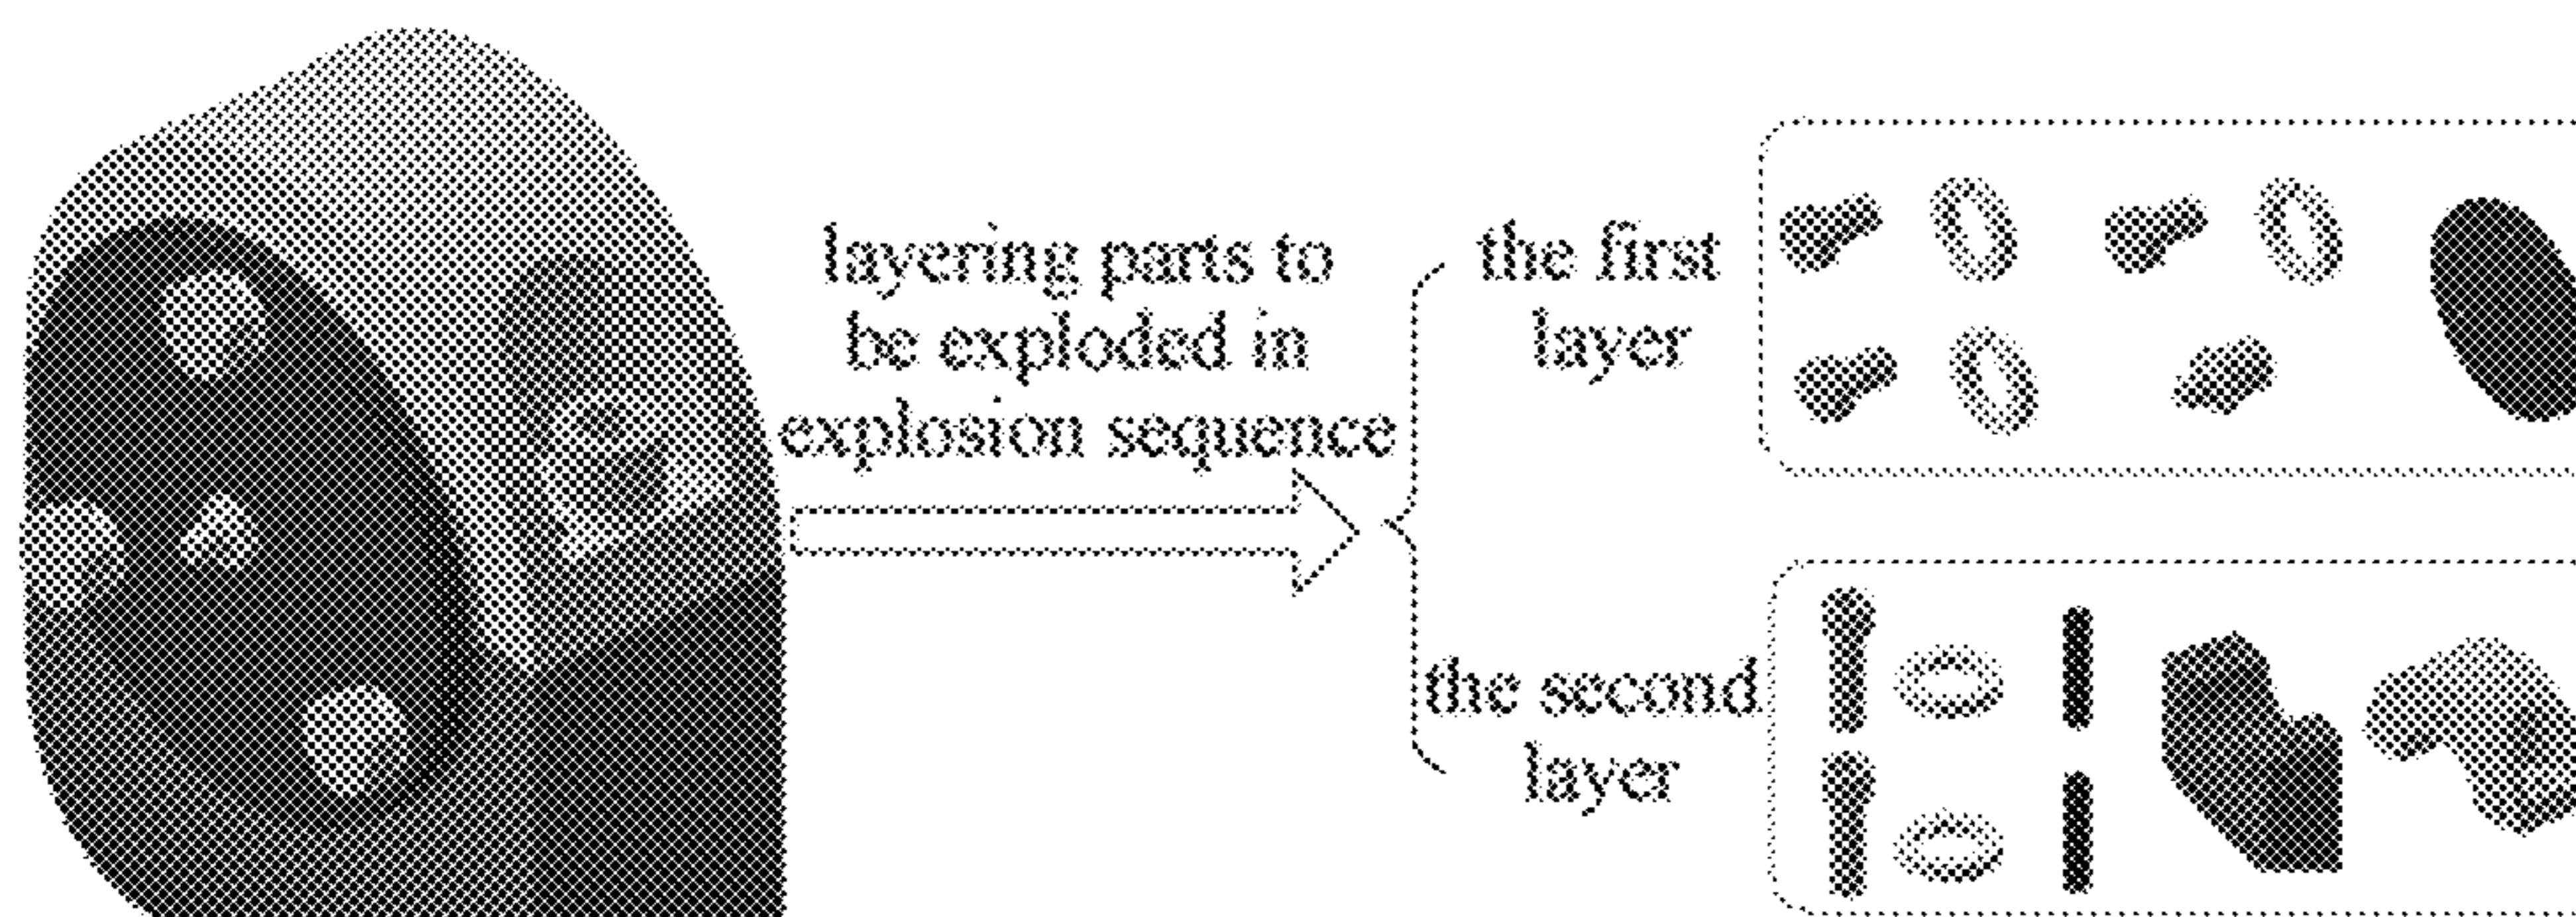 layering parts to
be exploded in
explosion sequence
the first
layer
the second
layer